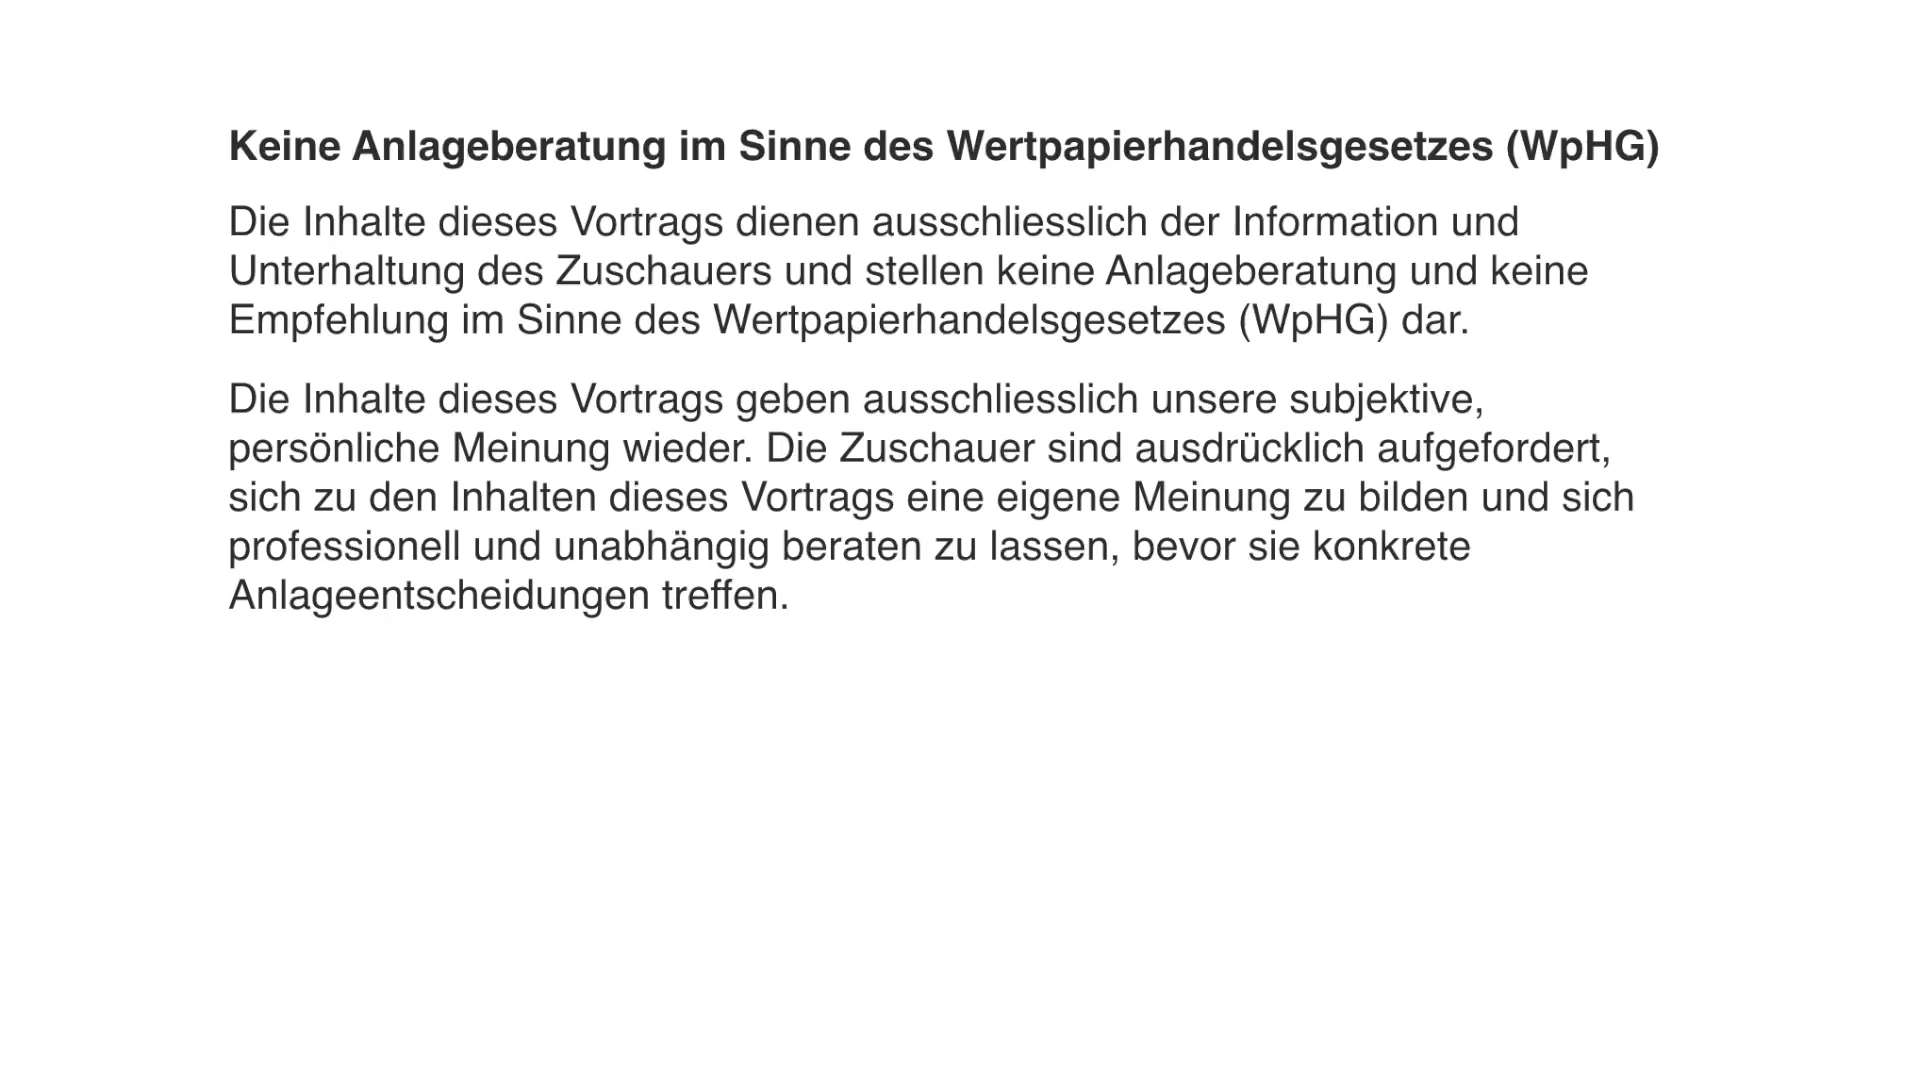 Keine Anlageberatung im Sinne des Wertpapierhandelsgesetzes (WpHG)
Die Inhalte dieses Vortrags dienen ausschliesslich der Information und
Unterhaltung des Zuschauers und stellen keine Anlageberatung und keine
Empfehlung im Sinne des Wertpapierhandelsgesetzes (WpHG) dar.
Die Inhalte dieses Vortrags geben ausschliesslich unsere subjektive,
persönliche Meinung wieder. Die Zuschauer sind ausdrücklich aufgefordert,
sich zu den Inhalten dieses Vortrags eine eigene Meinung zu bilden und sich
professionell und unabhängig beraten zu lassen, bevor sie konkrete
Anlageentscheidungen treffen.